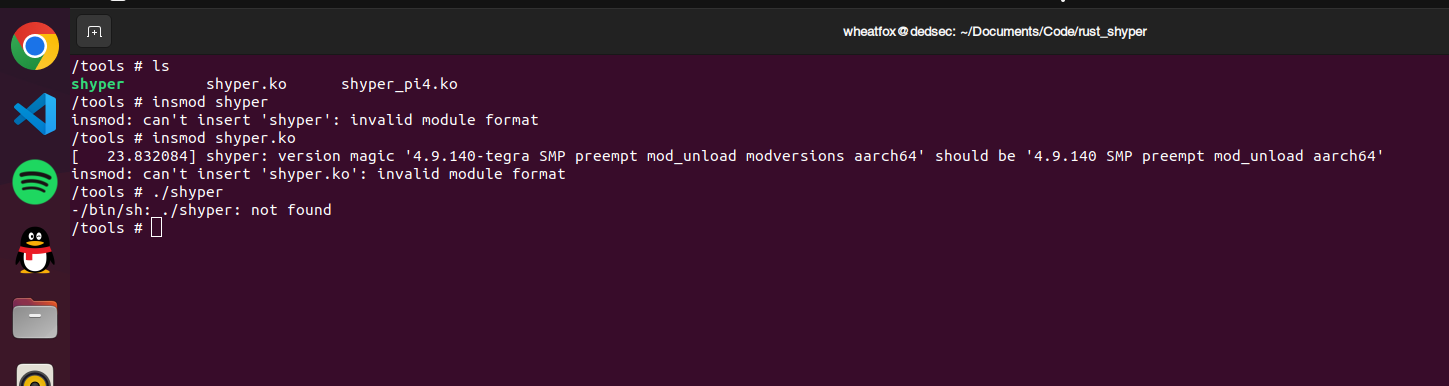 wheatfox@dedsec: ~/Documents/Code/rust_shyper
/tools # ls
shyper shyper.ko shyper_pi4.ko
/tools # insmod shyper
insmod: can't insert 'shyper': invalid module format
/tools # insmod shyper.ko
[   23.832084] shyper: version magic '4.9.140-tegra SMP preempt mod_unload modversions aarch64' should be '4.9.140 SMP preempt mod_unload aarch64'
insmod: can't insert 'shyper.ko': invalid module format
/tools # ./shyper
-/bin/sh: ./shyper: not found
/tools #